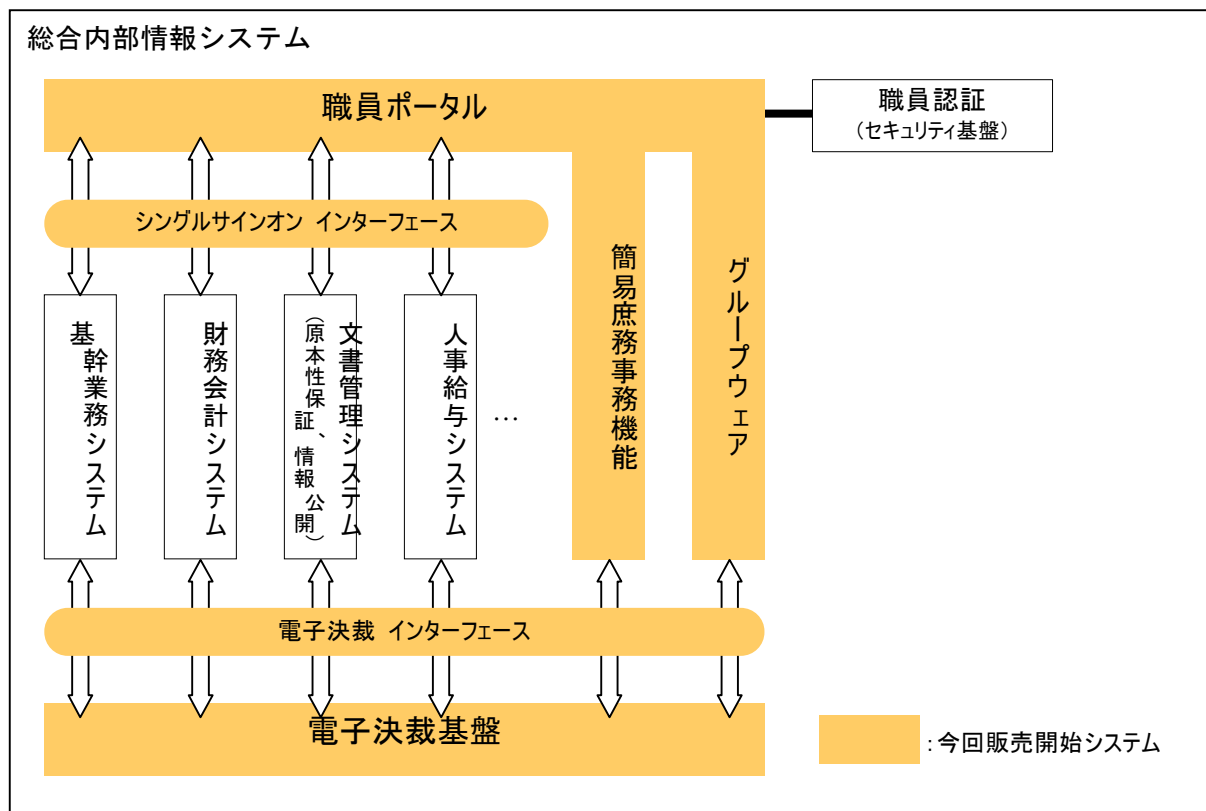 総合内部情報システム
職員ポータル
職員認証
（セキュリティ基盤）
シングルサインオン インターフェース
基幹業務システム
財務会計システム
文書管理システム
（原本性保証、情報公開）
人事給与システム
…
簡易庶務事務機能
グループウェア
電子決裁 インターフェース
電子決裁基盤
：今回販売開始システム